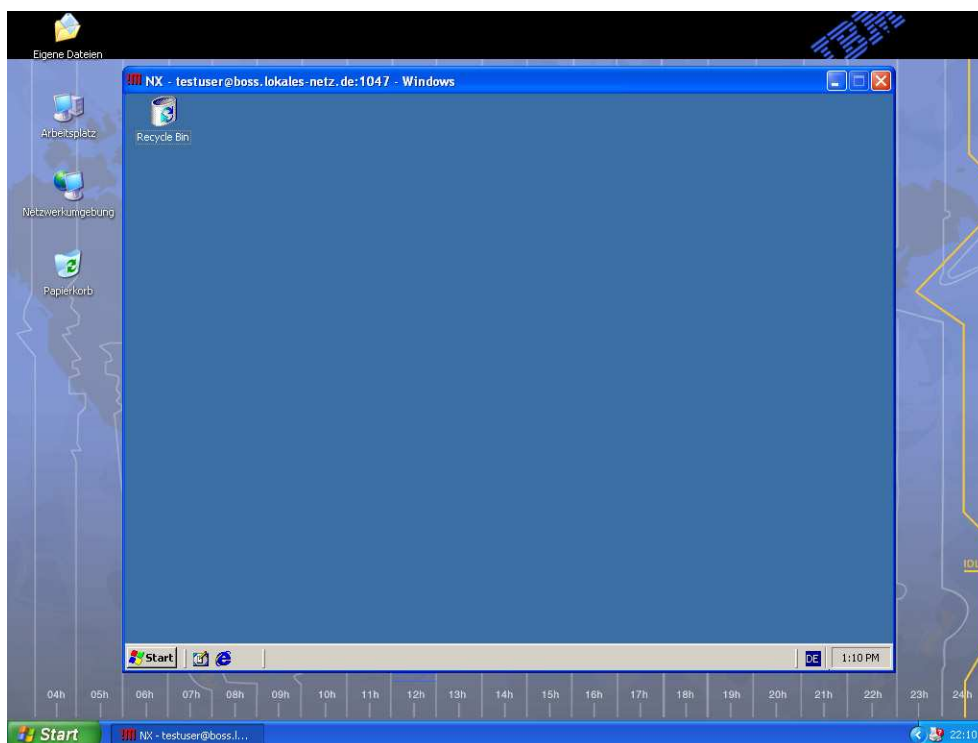 IBM
Eigene Dateien
NX - testuser@boss.lokales-netz.de:1047 - Windows
Recycle Bin
Arbeitsplatz
Netzwerkumgebung
Papierkorb
IDL
Start
DE
1:10 PM
04h 05h 06h 07h 08h 09h 10h 11h 12h 13h 14h 15h 16h 17h 18h 19h 20h 21h 22h 23h 24h
Start
NX - testuser@boss.l...
22:10